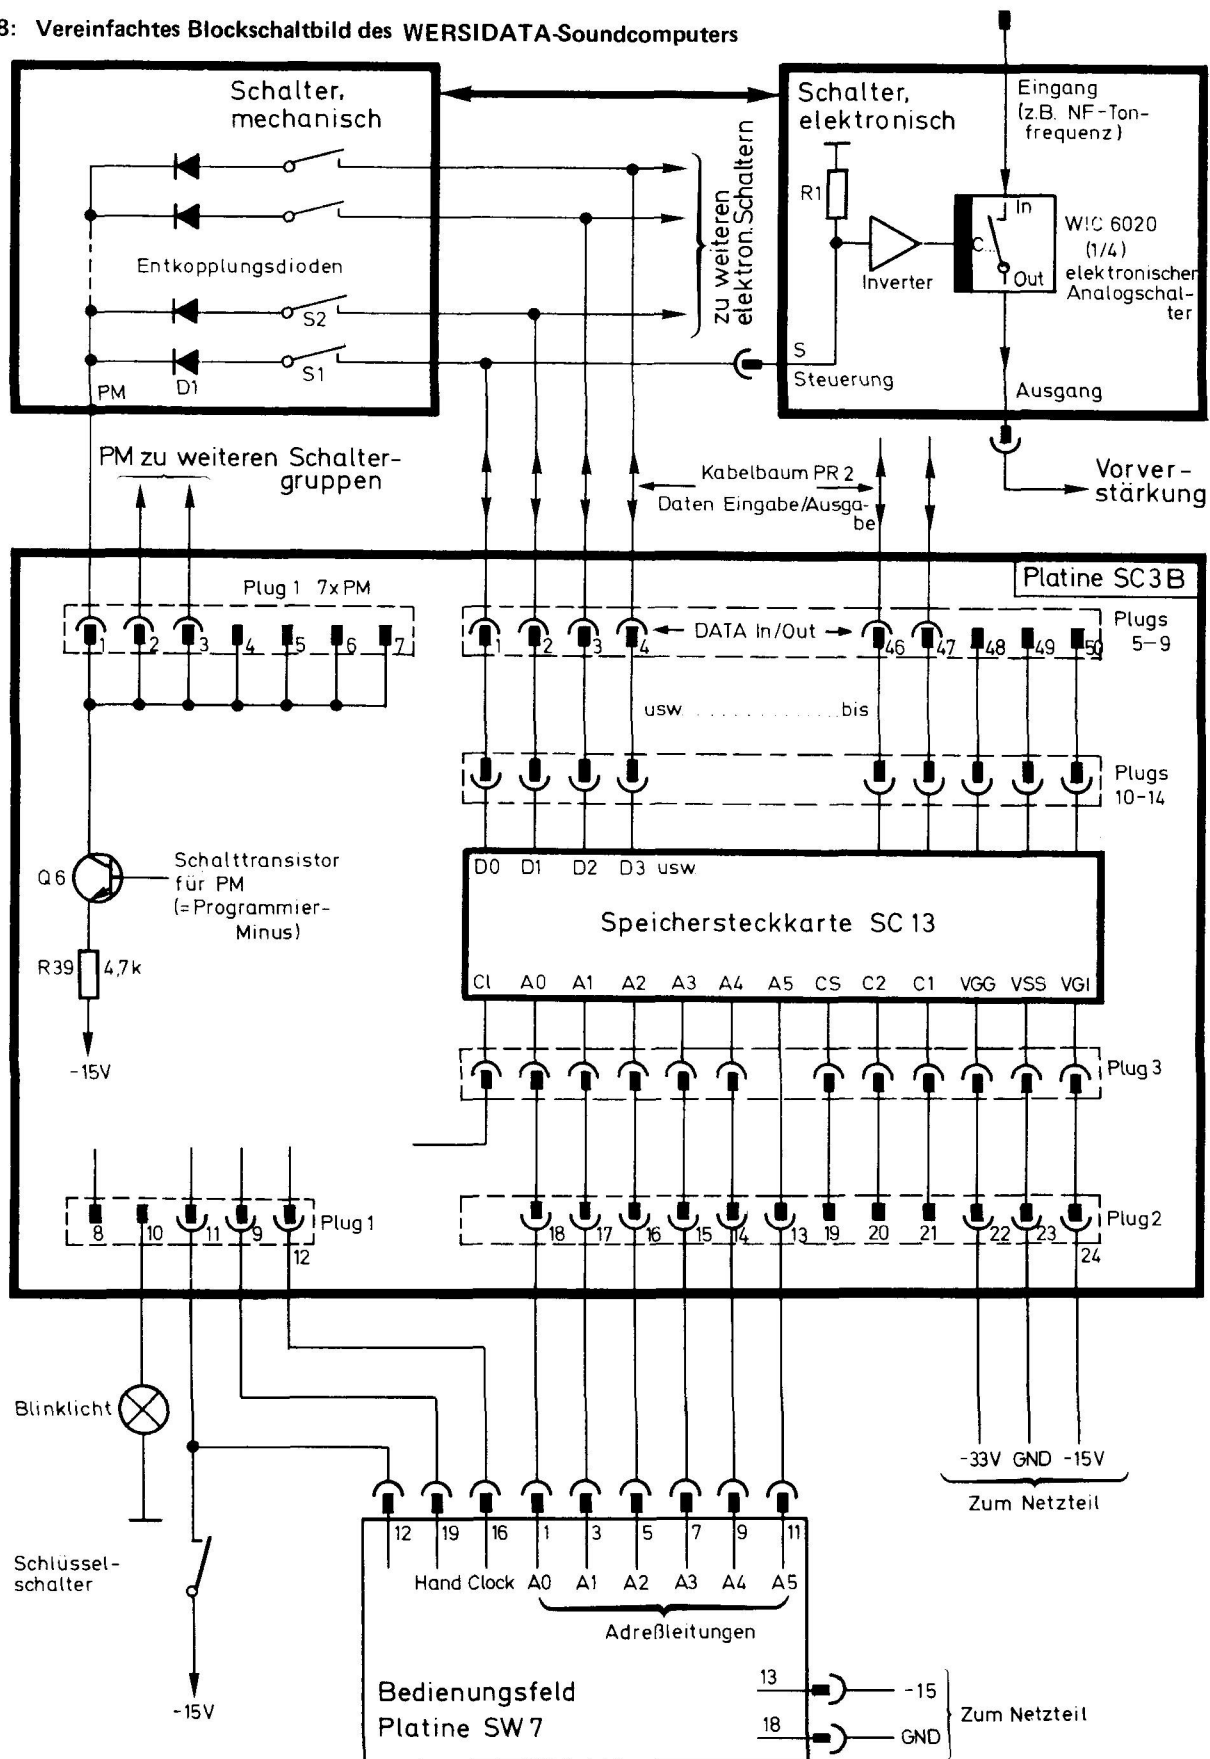 8: Vereinfachtes Blockschaltbild des WERSIDATA-Soundcomputers
Schalter,
mechanisch
Entkopplungsdioden
S2
D1
S1
PM
zu weiteren
elektron.Schaltern
Schalter,
elektronisch
Eingang
(z.B. NF-Ton-
frequenz)
R1
In
C...
Out
Inverter
WIC 6020
(1/4)
elektronischer
Analogschal-
ter
S
Steuerung
Ausgang
PM zu weiteren Schalter-
gruppen
Kabelbaum PR 2
Daten Eingabe/Ausga-
be
Vorver-
stärkung
Platine SC3B
Plug 1 7xPM
1 2 3 4 5 6 7
1 2 3 4
DATA In/Out
46 47 48 49 50
Plugs
5-9
usw. ............... bis
Plugs
10-14
Q6
Schalttransistor
für PM
(=Programmier-
Minus)
R39
4,7k
-15V
D0 D1 D2 D3 usw.
Speichersteckkarte SC 13
Cl A0 A1 A2 A3 A4 A5 CS C2 C1 VGG VSS VGI
Plug 3
8 10 11 9 12
Plug 1
18 17 16 15 14 13 19 20 21 22 23 24
Plug 2
Blinklicht
-33V GND -15V
Zum Netzteil
Schlüssel-
schalter
-15V
12 19 16 1 3 5 7 9 11
Hand Clock A0 A1 A2 A3 A4 A5
Adreßleitungen
Bedienungsfeld
Platine SW 7
13
-15
18
GND
Zum Netzteil